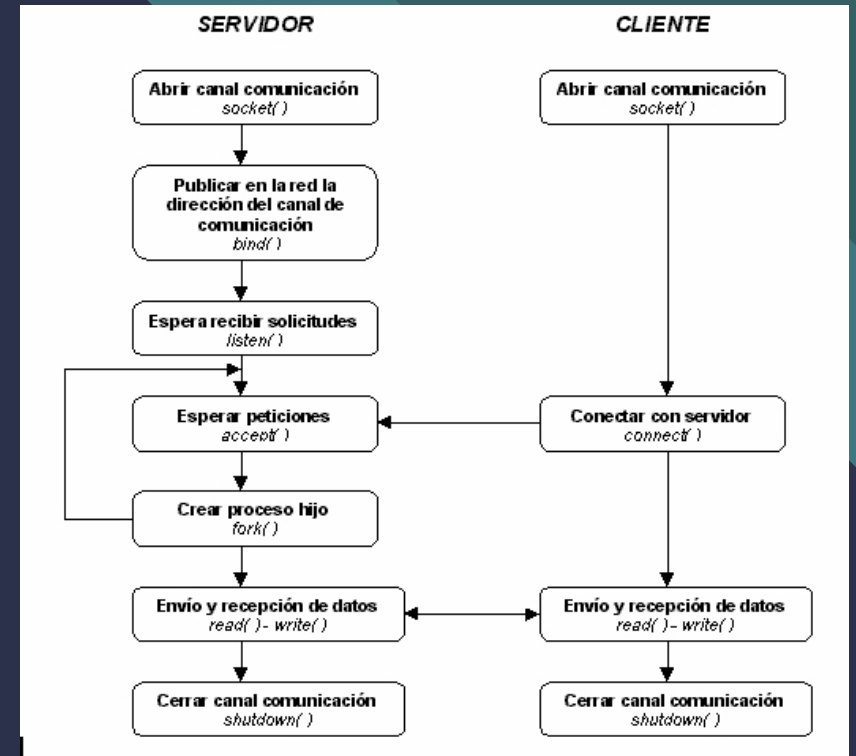 SERVIDOR
Abrir canal comunicación
socket( )
Publicar en la red la
dirección del canal de
comunicación
bind( )
Espera recibir solicitudes
listen( )
Esperar peticiones
accept( )
Crear proceso hijo
fork( )
Envío y recepción de datos
read( ) - write( )
Cerrar canal comunicación
shutdown( )
CLIENTE
Abrir canal comunicación
socket( )
Conectar con servidor
connect( )
Envío y recepción de datos
read( ) - write( )
Cerrar canal comunicación
shutdown( )